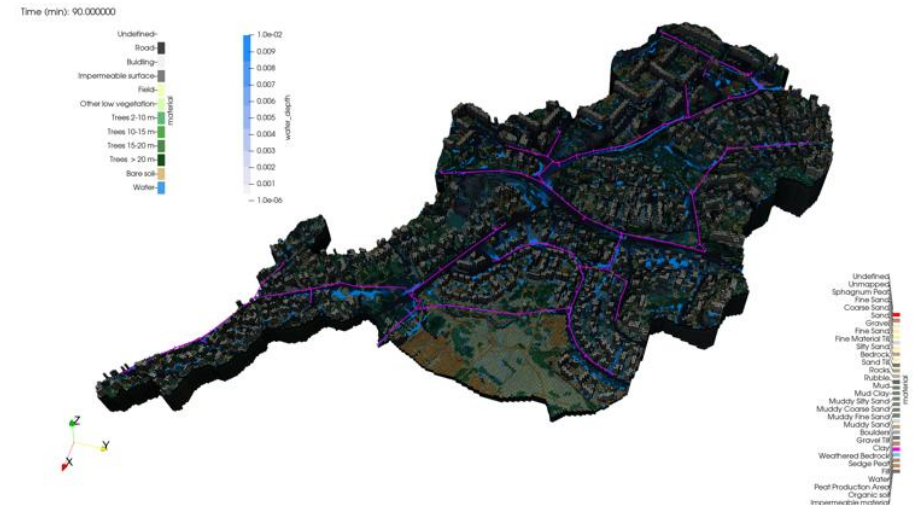 Time (min): 90.000000
Undefined
Road
Buidling
Impermeable surface
Field
Other low vegetation
Trees 2-10 m
Trees 10-15 m
Trees 15-20 m
Trees > 20 m
Bare soil
Water
material
1.0e-02
0.009
0.008
0.007
0.006
0.005
0.004
0.003
0.002
0.001
1.0e-06
water_depth
Undefined
Unmapped
Sphagnum Peat
Fine Sand
Coarse Sand
Sand
Gravel
Fine Sand
Fine Material Till
Silty Sand
Bedrock
Sand Till
Rocks
Rubble
Mud
Mud Clay
Muddy Silty Sand
Muddy Coarse Sand
Muddy Fine Sand
Muddy Sand
Boulders
Gravel Till
Clay
Weathered Bedrock
Sedge Peat
Fill
Water
Peat Production Area
Organic soil
Impermeable material
material
Z
Y
X